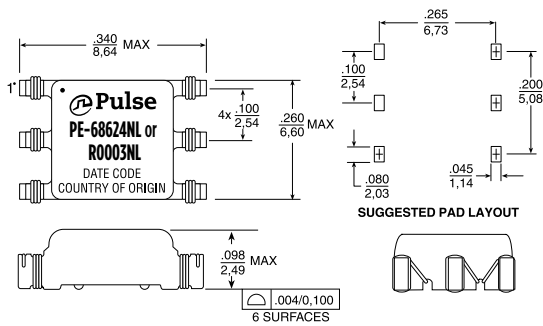 .340
8,64
MAX
1
Pulse
PE-68624NL or
R0003NL
DATE CODE
COUNTRY OF ORIGIN
4x
.100
2,54
.260
6,60
MAX
.265
6,73
.100
2,54
.200
5,08
.080
2,03
.045
1,14
SUGGESTED PAD LAYOUT
.098
2,49
MAX
.004/0,100
6 SURFACES